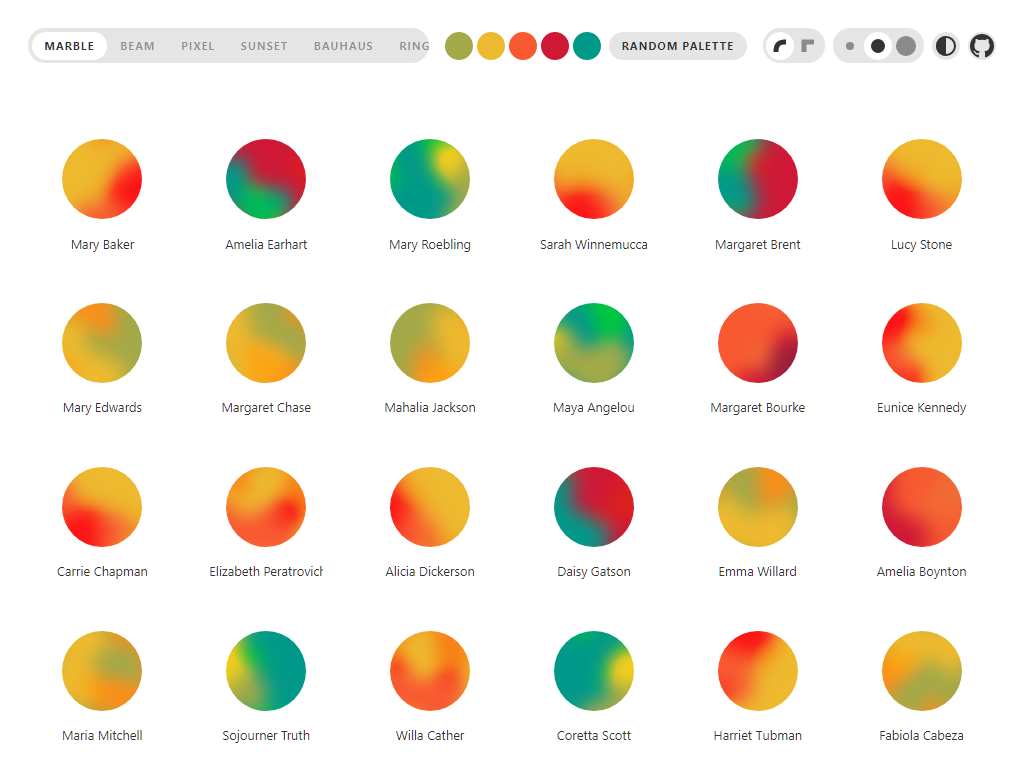 MARBLE BEAM PIXEL SUNSET BAUHAUS RING RANDOM PALETTE
Mary Baker Amelia Earhart Mary Roebling Sarah Winnemucca Margaret Brent Lucy Stone
Mary Edwards Margaret Chase Mahalia Jackson Maya Angelou Margaret Bourke Eunice Kennedy
Carrie Chapman Elizabeth Peratrovich Alicia Dickerson Daisy Gatson Emma Willard Amelia Boynton
Maria Mitchell Sojourner Truth Willa Cather Coretta Scott Harriet Tubman Fabiola Cabeza